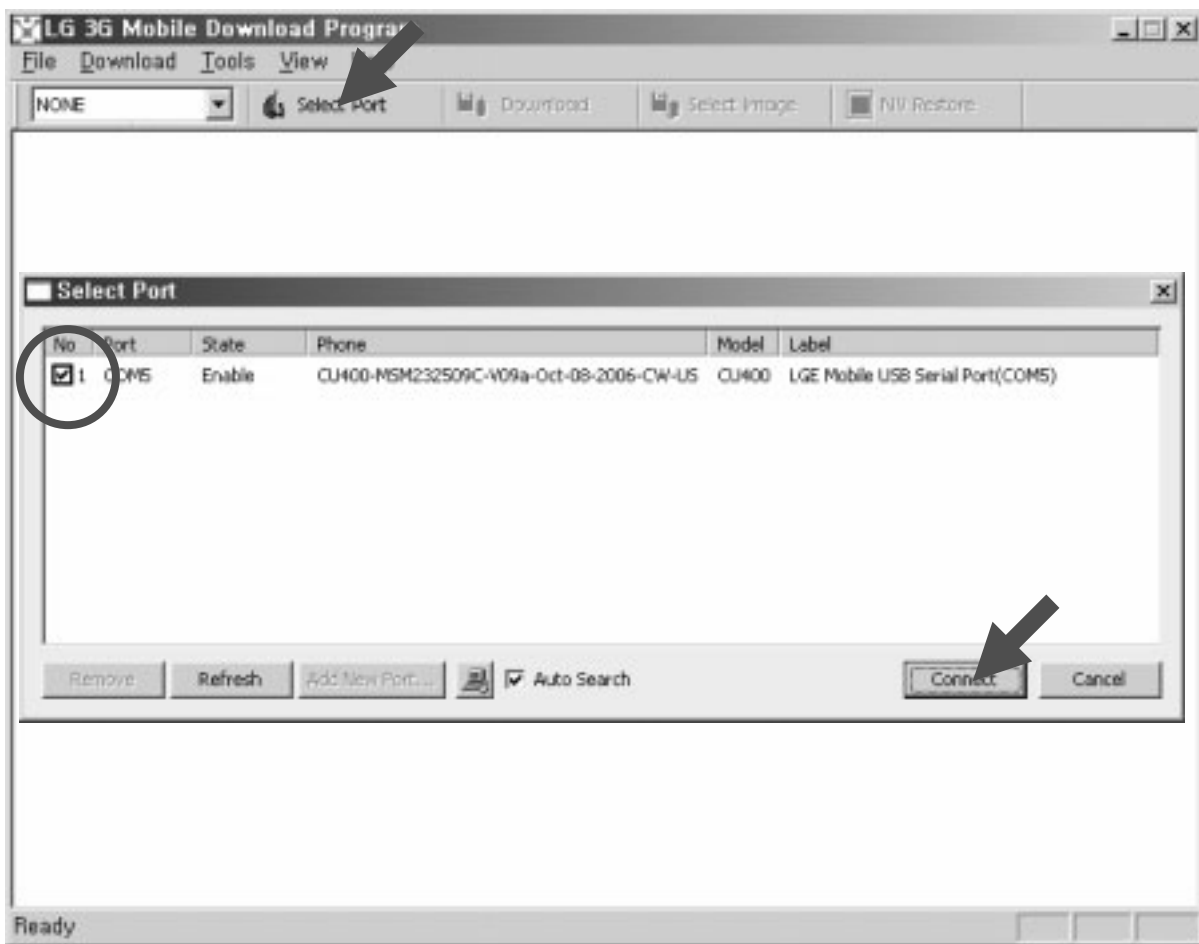 LG 3G Mobile Download Program
File Download Tools View
NONE Select Port Download Select Image NV Restore
Select Port
No Port State Phone Model Label
1 COM5 Enable CU400-MSM232509C-V09a-Oct-08-2006-CW-US CU400 LGE Mobile USB Serial Port(COM5)
Remove Refresh Add New Port... Auto Search Connect Cancel
Ready